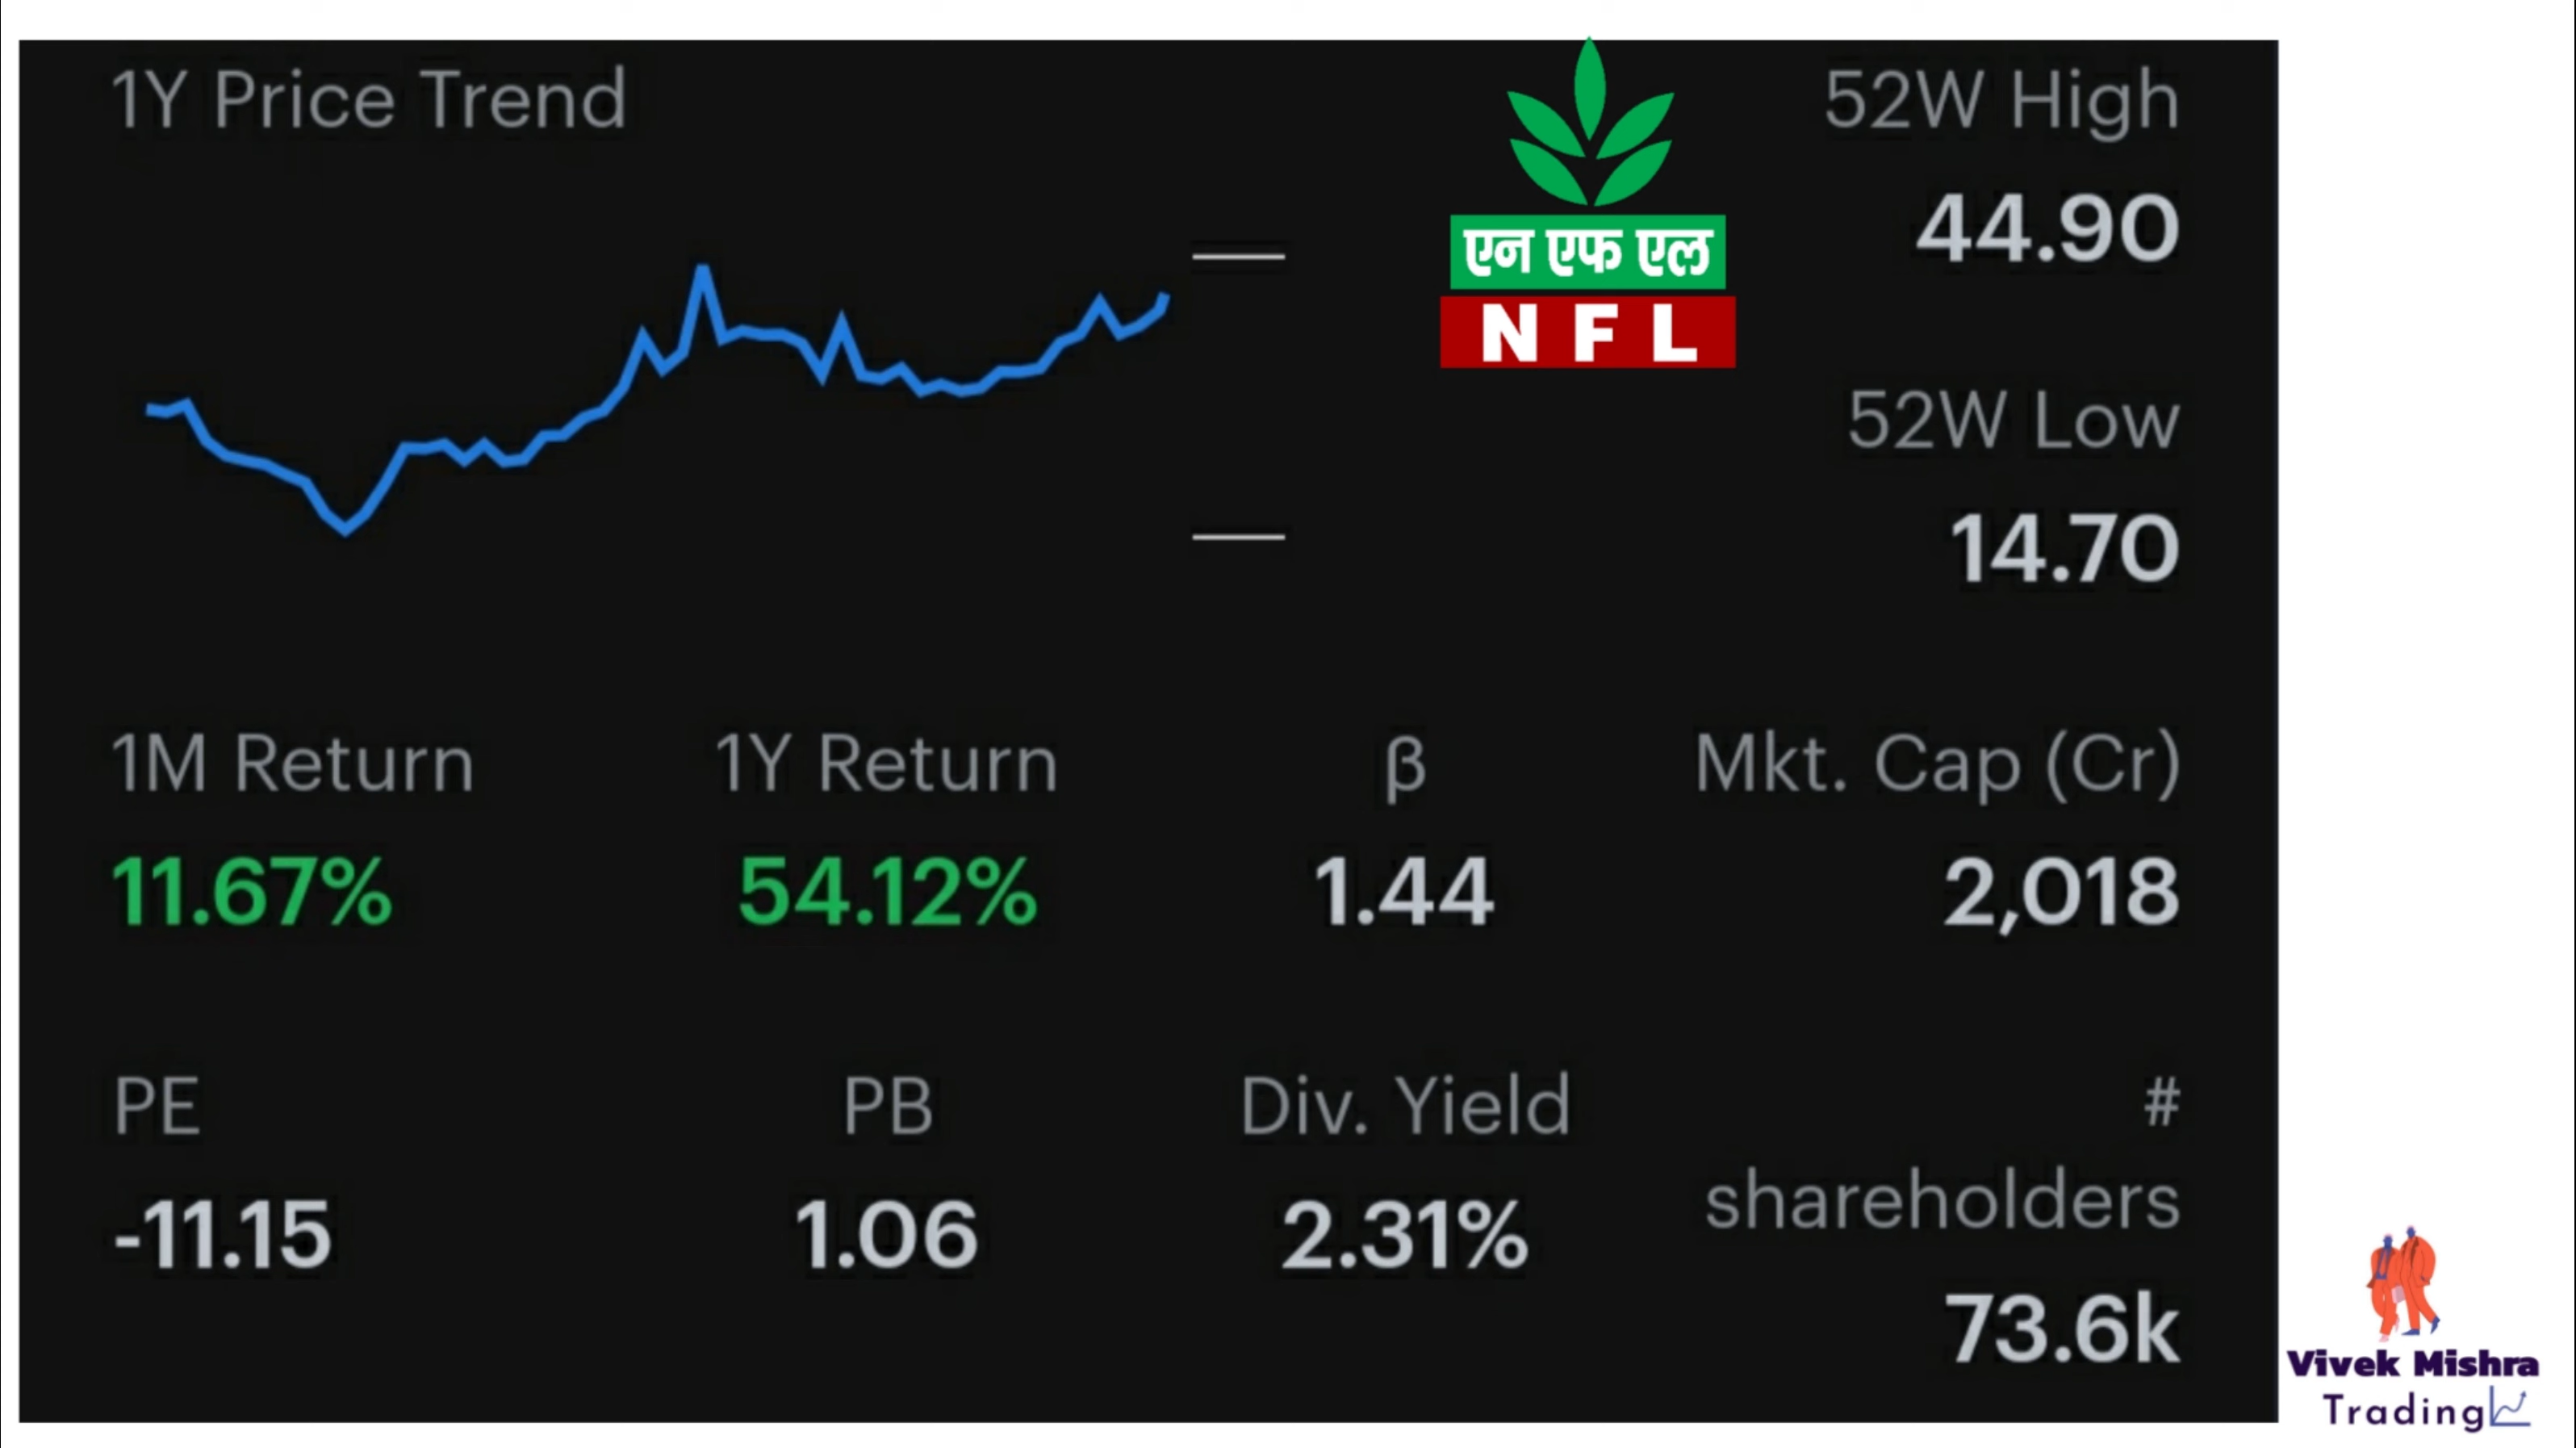 1Y Price Trend
52W High
44.90
एन एफ एल
NFL
52W Low
14.70
1M Return
1Y Return
β
Mkt. Cap (Cr)
11.67%
54.12%
1.44
2,018
PE
PB
Div. Yield
#
shareholders
-11.15
1.06
2.31%
73.6k
Vivek Mishra
Trading